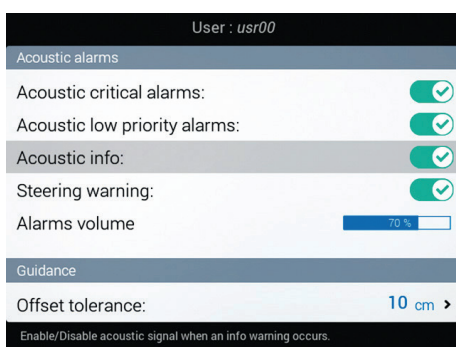 User : usr00
Acoustic alarms
Acoustic critical alarms:
Acoustic low priority alarms:
Acoustic info:
Steering warning:
Alarms volume 70 %
Guidance
Offset tolerance: 10 cm >
Enable/Disable acoustic signal when an info warning occurs.